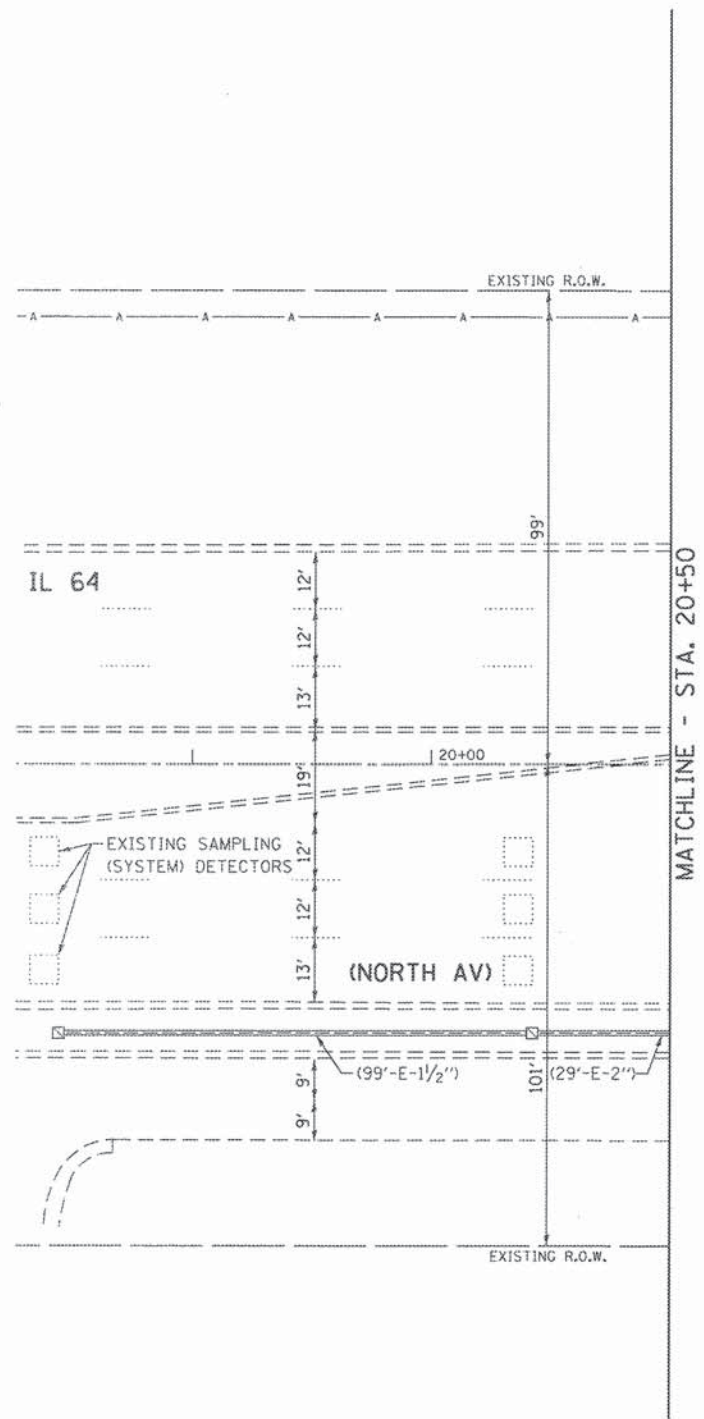 EXISTING R.O.W.
A A A A A A A A
99'
IL 64
12'
12'
13'
MATCHLINE - STA. 20+50
20+00
19'
EXISTING SAMPLING
(SYSTEM) DETECTORS
12'
12'
13'
(NORTH AV)
(99'-E-1½")
101'
(29'-E-2")
9'
9'
EXISTING R.O.W.